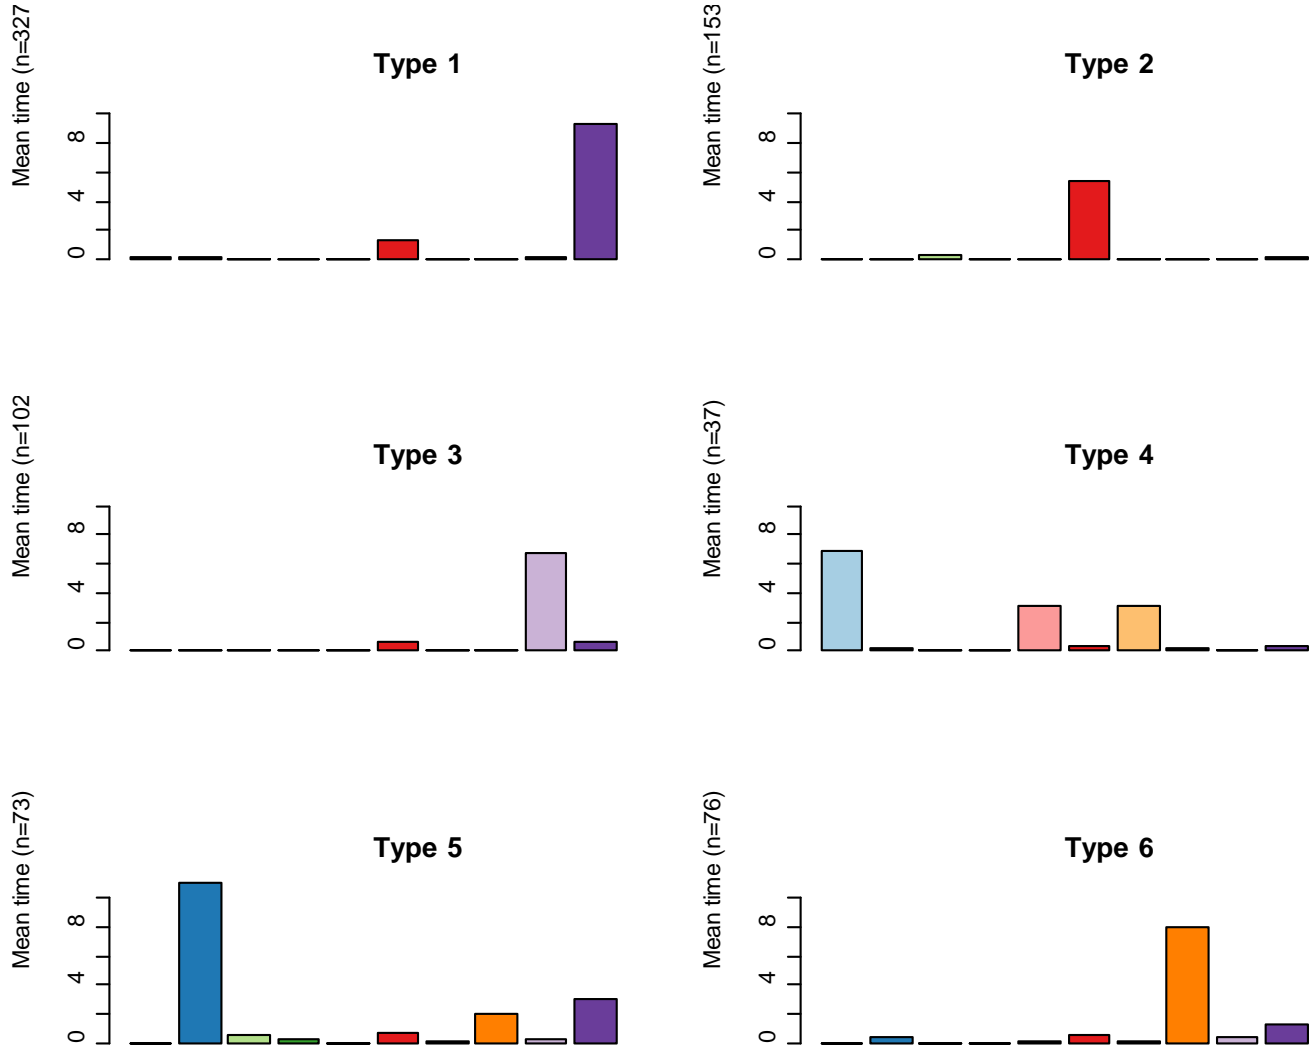 Type 1
Mean time (n=327
8
4
0
Type 2
Mean time (n=153
8
4
0
Type 3
Mean time (n=102
8
4
0
Type 4
Mean time (n=37)
8
4
0
Type 5
Mean time (n=73)
8
4
0
Type 6
Mean time (n=76)
8
4
0